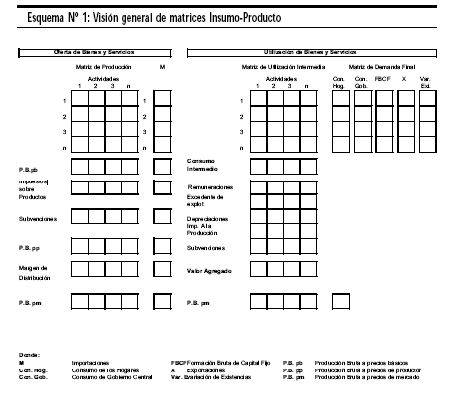 Esquema Nº 1: Visión general de matrices Insumo-Producto
Oferta de Bienes y Servicios
Utilización de Bienes y Servicios
Matriz de Producción M
Matriz de Utilización Intermedia
Matriz de Demanda Final
Actividades
Actividades
Con. Hog.
Con. Gob.
FBCF
X
Var. Exi.
1 2 3 n
1 2 3 n
1 1 1
2 2 2
3 3 3
n n n
P.B.pb
Consumo Intermedio
Impuestos
sobre
Productos
Remuneraciones
Excedente de
explot
Subvenciones
Depreciaciones
Imp. A la
Producción
P.B. pp
Subvenciones
Margen de
Distribución
Valor Agregado
P.B. pm
P.B. pm
Donde:
M Importaciones FBCF Formación Bruta de Capital Fijo P.B. pb Producción Bruta a precios básicos
Con. Hog. Consumo de los Hogares X Exportaciones P.B. pp Producción Bruta a precios de productor
Con. Gob. Consumo de Gobierno Central Var. E Variación de Existencias P.B. pm Producción Bruta a precios de mercado